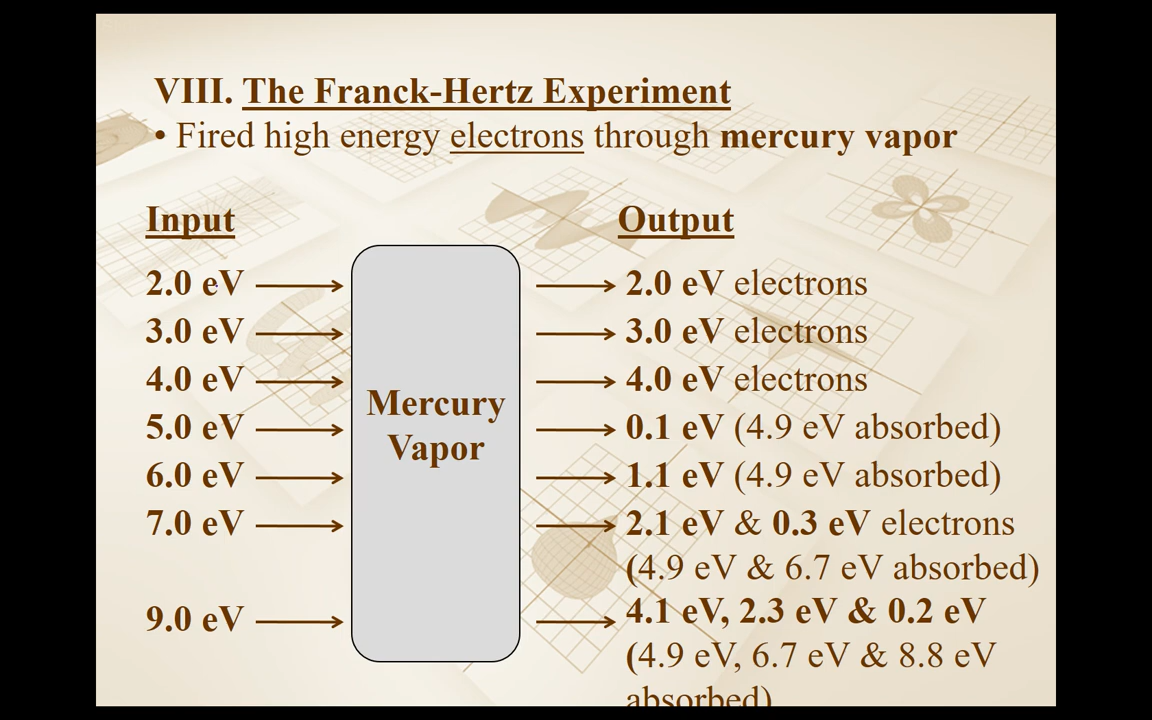 VIII. The Franck-Hertz Experiment
• Fired high energy electrons through mercury vapor
Input
Output
2.0 eV
2.0 eV electrons
3.0 eV
3.0 eV electrons
4.0 eV
4.0 eV electrons
Mercury
Vapor
5.0 eV
0.1 eV (4.9 eV absorbed)
6.0 eV
1.1 eV (4.9 eV absorbed)
7.0 eV
2.1 eV & 0.3 eV electrons
(4.9 eV & 6.7 eV absorbed)
9.0 eV
4.1 eV, 2.3 eV & 0.2 eV
(4.9 eV, 6.7 eV & 8.8 eV
absorbed)